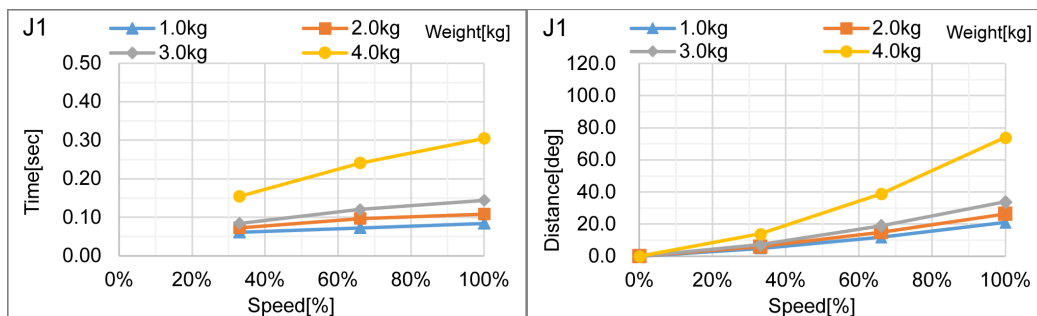 J1
1.0kg 2.0kg Weight[kg]
3.0kg 4.0kg
0.50
0.40
0.30
0.20
0.10
0.00
Time[sec]
0% 20% 40% 60% 80% 100%
Speed[%]
J1
1.0kg 2.0kg Weight[kg]
3.0kg 4.0kg
120.0
100.0
80.0
60.0
40.0
20.0
0.0
Distance[deg]
0% 20% 40% 60% 80% 100%
Speed[%]